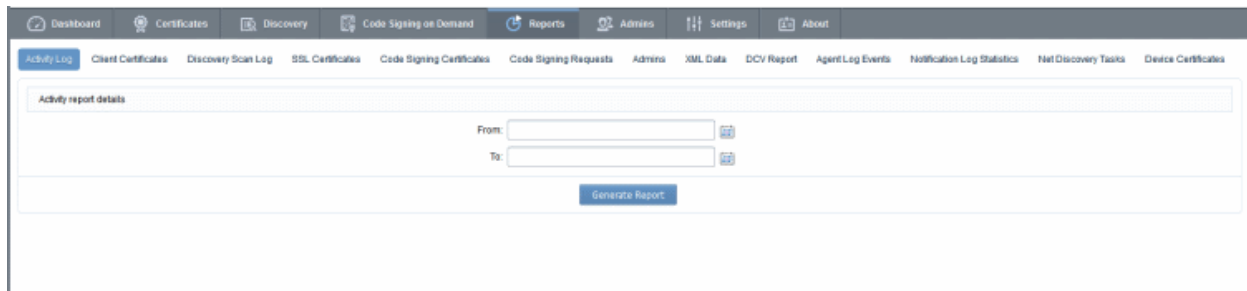 Dashboard Certificates Discovery Code Signing on Demand Reports Admins Settings About
Activity Log Client Certificates Discovery Scan Log SSL Certificates Code Signing Certificates Code Signing Requests Admins XML Data DCV Report Agent Log Events Notification Log Statistics Net Discovery Tasks Device Certificates
Activity report details
From:
To:
Generate Report